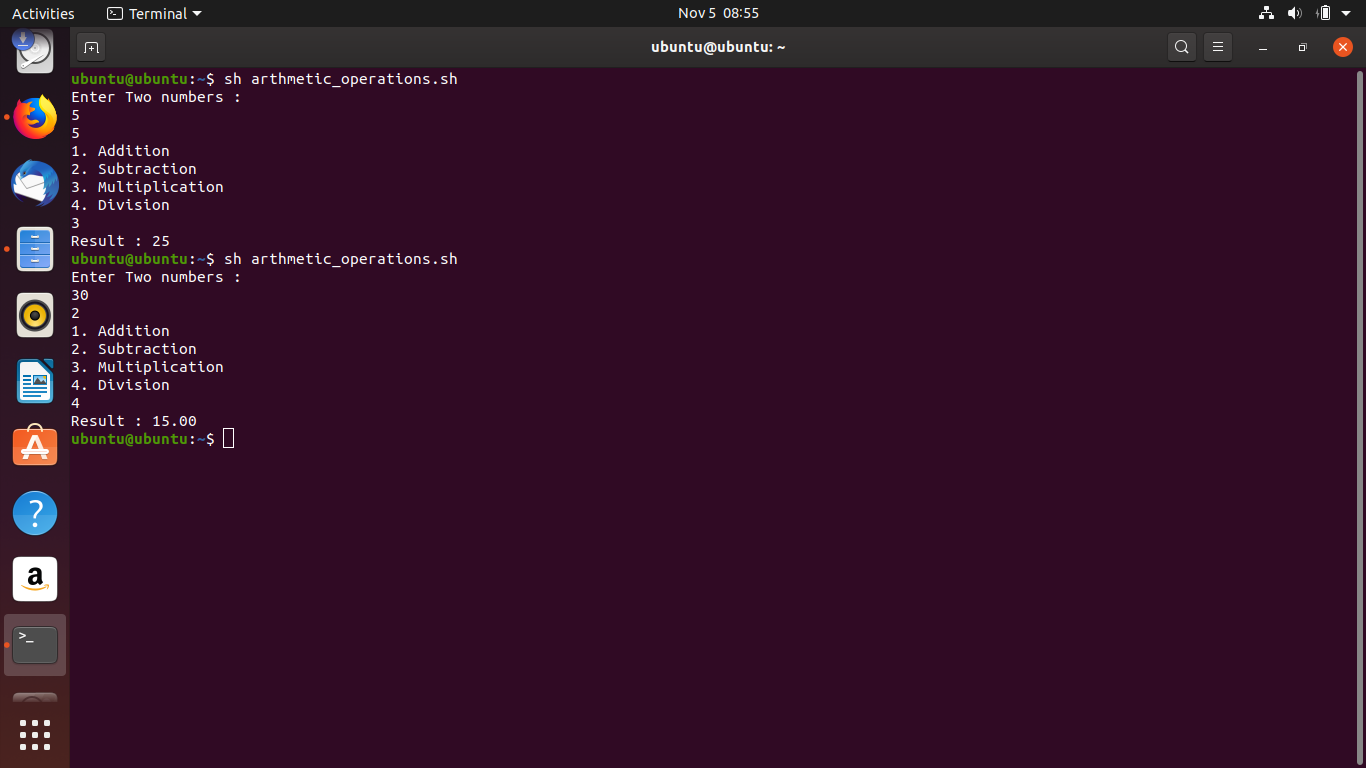 Activities
Terminal
Nov 5 08:55
ubuntu@ubuntu: ~
ubuntu@ubuntu:~$ sh arthmetic_operations.sh
Enter Two numbers :
5
5
1. Addition
2. Subtraction
3. Multiplication
4. Division
3
Result : 25
ubuntu@ubuntu:~$ sh arthmetic_operations.sh
Enter Two numbers :
30
2
1. Addition
2. Subtraction
3. Multiplication
4. Division
4
Result : 15.00
ubuntu@ubuntu:~$